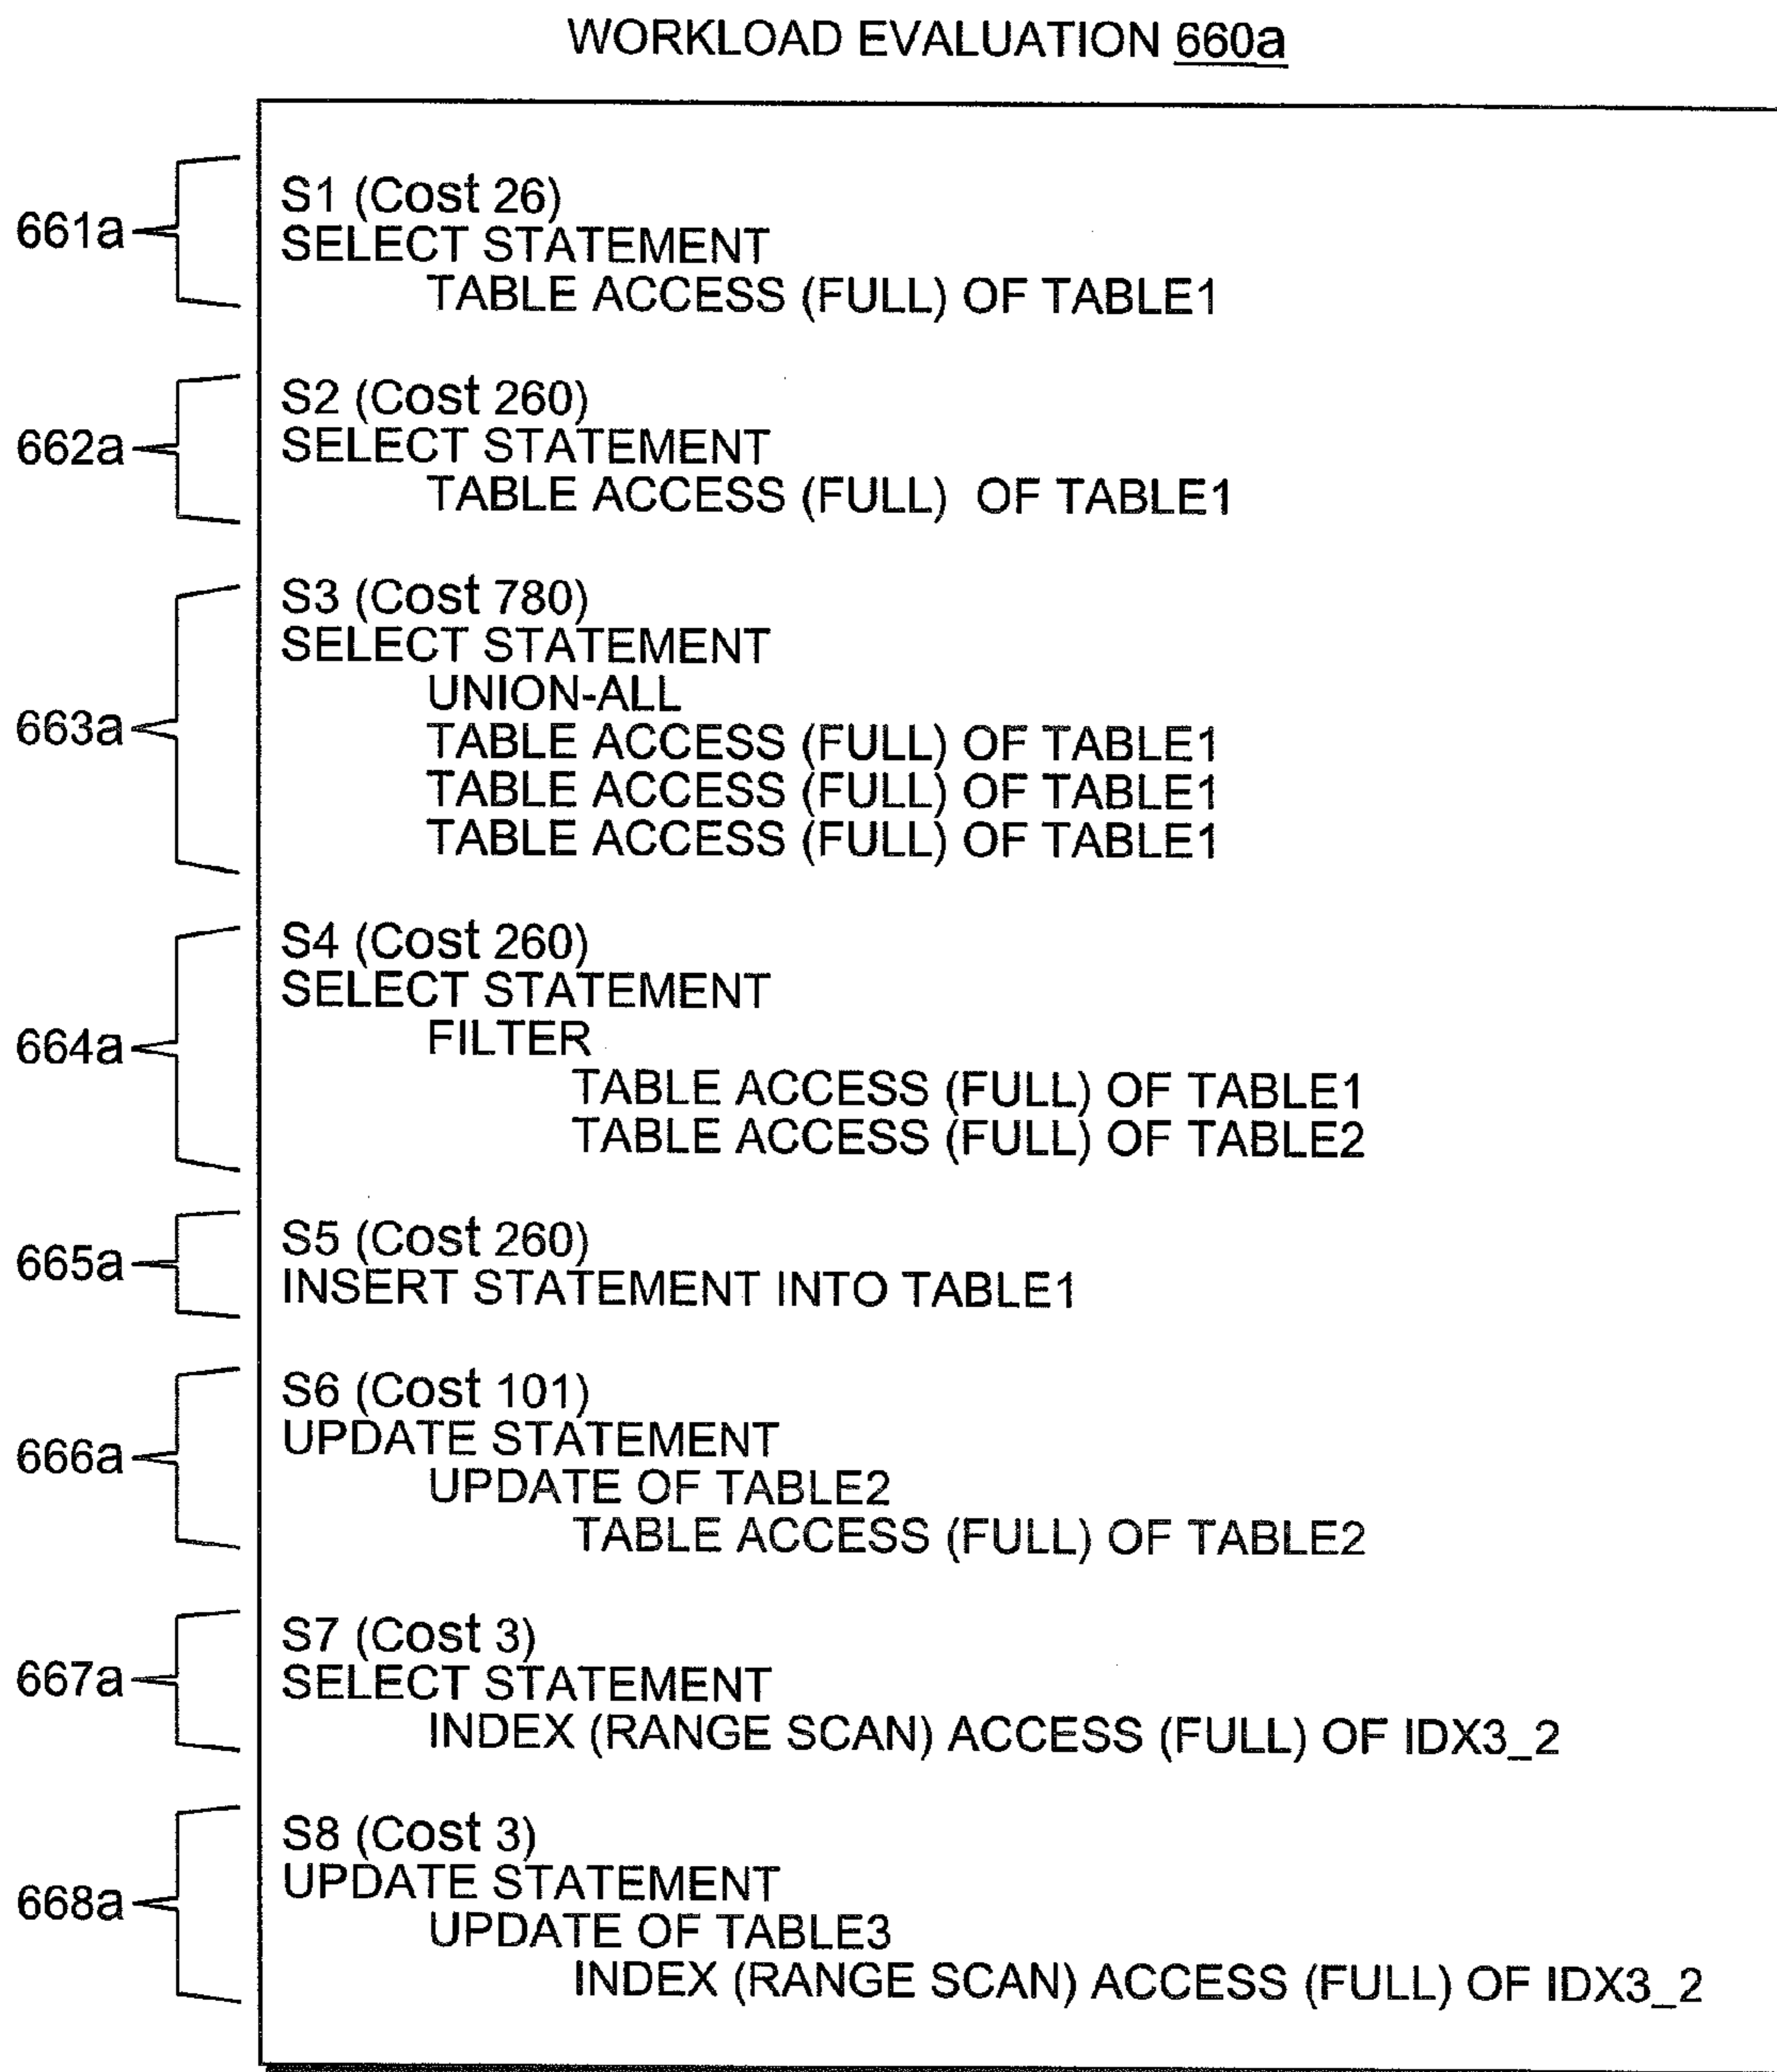 WORKLOAD EVALUATION 660a
661a
S1 (Cost 26)
SELECT STATEMENT
TABLE ACCESS (FULL) OF TABLE1
662a
S2 (Cost 260)
SELECT STATEMENT
TABLE ACCESS (FULL) OF TABLE1
663a
S3 (Cost 780)
SELECT STATEMENT
UNION-ALL
TABLE ACCESS (FULL) OF TABLE1
TABLE ACCESS (FULL) OF TABLE1
TABLE ACCESS (FULL) OF TABLE1
664a
S4 (Cost 260)
SELECT STATEMENT
FILTER
TABLE ACCESS (FULL) OF TABLE1
TABLE ACCESS (FULL) OF TABLE2
665a
S5 (Cost 260)
INSERT STATEMENT INTO TABLE1
666a
S6 (Cost 101)
UPDATE STATEMENT
UPDATE OF TABLE2
TABLE ACCESS (FULL) OF TABLE2
667a
S7 (Cost 3)
SELECT STATEMENT
INDEX (RANGE SCAN) ACCESS (FULL) OF IDX3_2
668a
S8 (Cost 3)
UPDATE STATEMENT
UPDATE OF TABLE3
INDEX (RANGE SCAN) ACCESS (FULL) OF IDX3_2